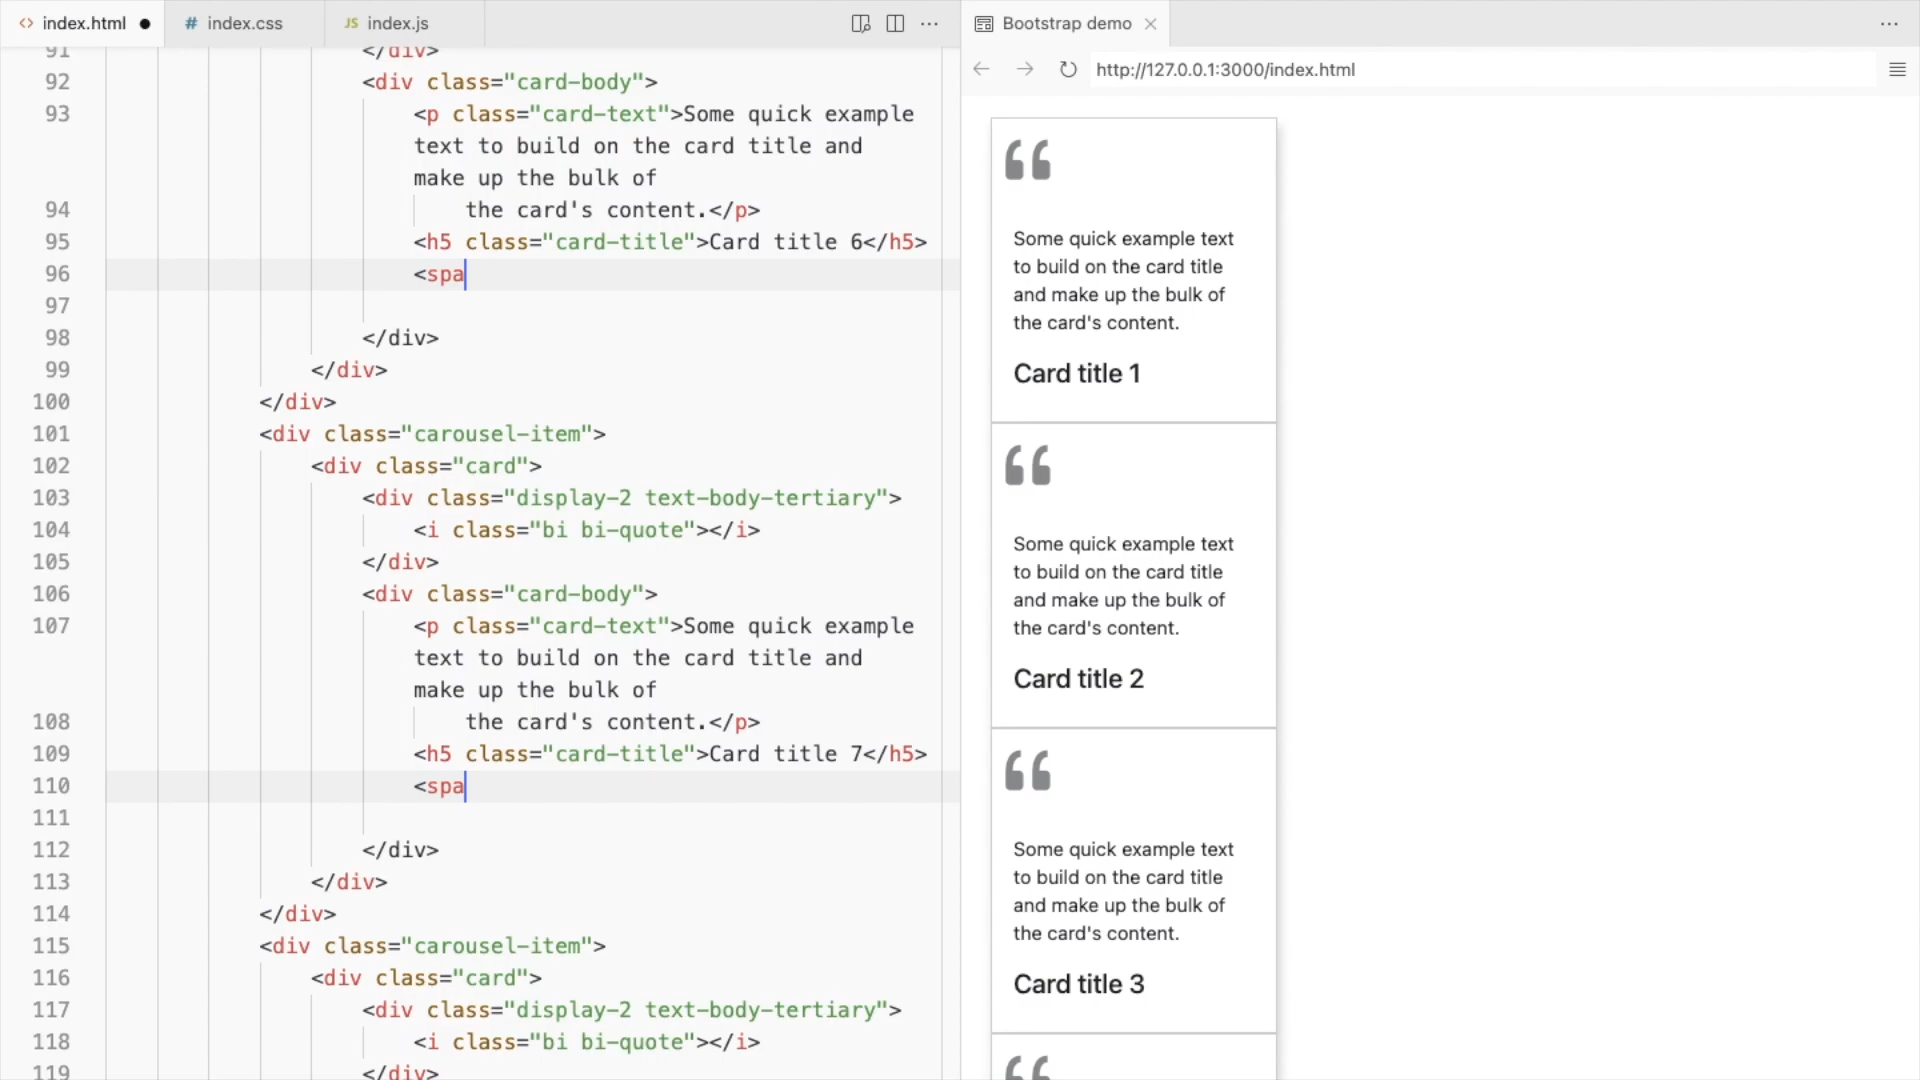 index.html
index.css
JS index.js
Bootstrap demo
http://127.0.0.1:3000/index.html
91 </div>
92 <div class="card-body">
93 <p class="card-text">Some quick example
text to build on the card title and
make up the bulk of
94 the card's content.</p>
95 <h5 class="card-title">Card title 6</h5>
96 <spa
97
98 </div>
99 </div>
100 </div>
101 <div class="carousel-item">
102 <div class="card">
103 <div class="display-2 text-body-tertiary">
104 <i class="bi bi-quote"></i>
105 </div>
106 <div class="card-body">
107 <p class="card-text">Some quick example
text to build on the card title and
make up the bulk of
108 the card's content.</p>
109 <h5 class="card-title">Card title 7</h5>
110 <spa
111
112 </div>
113 </div>
114 </div>
115 <div class="carousel-item">
116 <div class="card">
117 <div class="display-2 text-body-tertiary">
118 <i class="bi bi-quote"></i>
119 </div>
Some quick example text
to build on the card title
and make up the bulk of
the card's content.
Card title 1
Some quick example text
to build on the card title
and make up the bulk of
the card's content.
Card title 2
Some quick example text
to build on the card title
and make up the bulk of
the card's content.
Card title 3